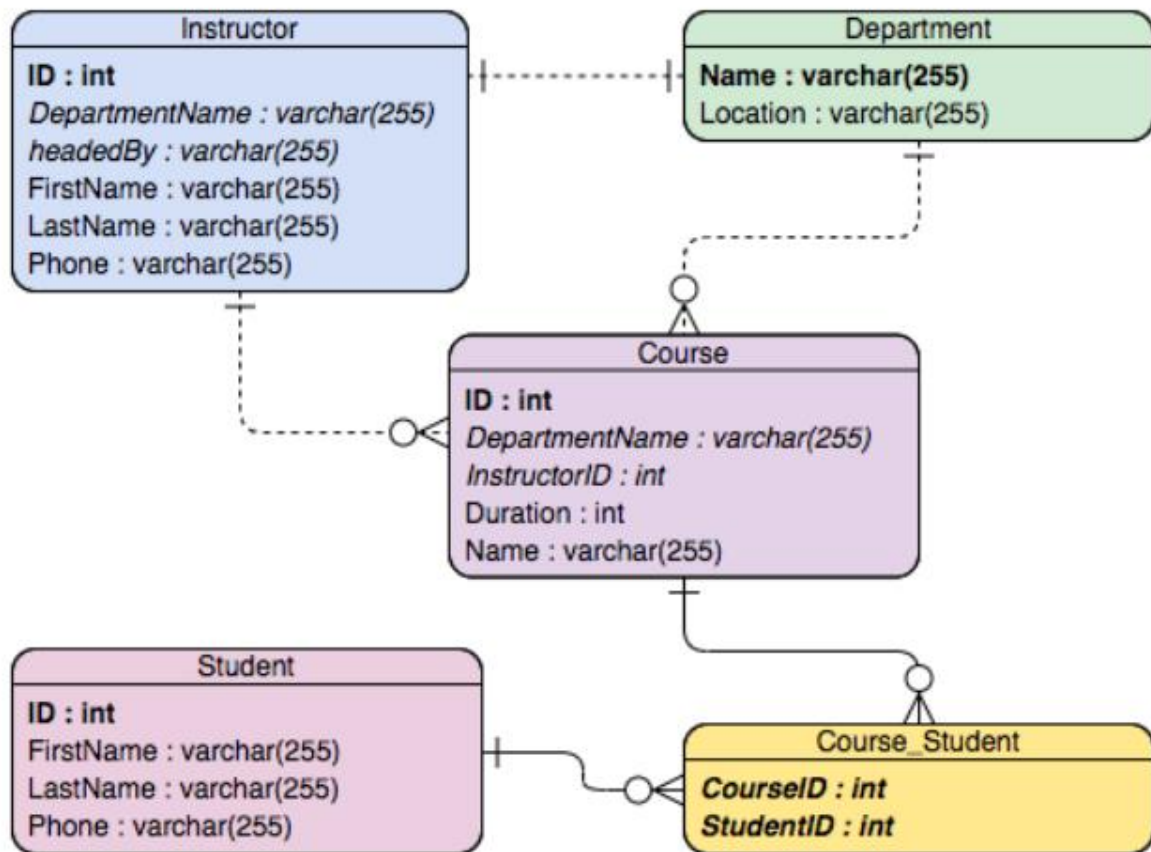 Instructor
ID : int
DepartmentName : varchar(255)
headedBy : varchar(255)
FirstName : varchar(255)
LastName : varchar(255)
Phone : varchar(255)
Department
Name : varchar(255)
Location : varchar(255)
Course
ID : int
DepartmentName : varchar(255)
InstructorID : int
Duration : int
Name : varchar(255)
Student
ID : int
FirstName : varchar(255)
LastName : varchar(255)
Phone : varchar(255)
Course_Student
CourseID : int
StudentID : int